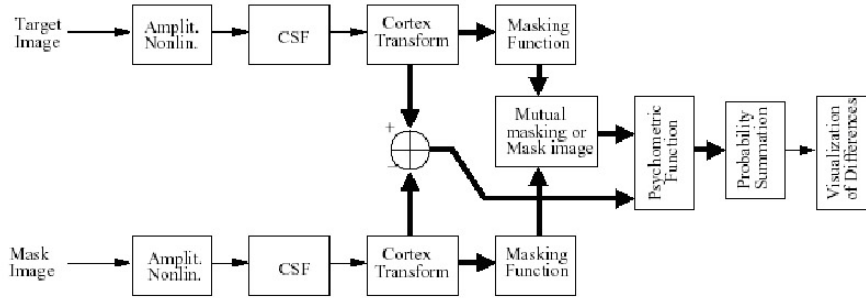 Target
Image
Amplit.
Nonlin.
CSF
Cortex
Transform
Masking
Function
Mutual
masking or
Mask image
+
-
Psychometric
Function
Probability
Summation
Visualization
of Differences
Mask
Image
Amplit.
Nonlin.
CSF
Cortex
Transform
Masking
Function